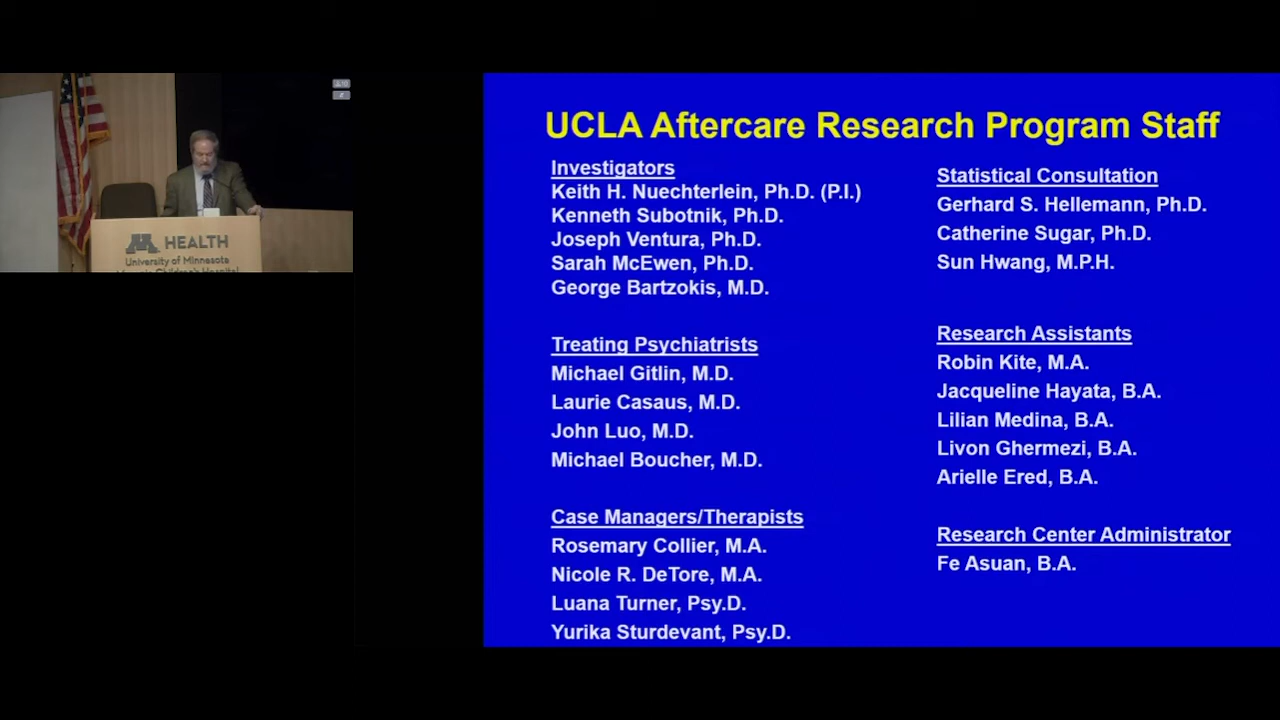 M HEALTH
University of Minnesota
UCLA Aftercare Research Program Staff
Investigators
Keith H. Nuechterlein, Ph.D. (P.I.)
Kenneth Subotnik, Ph.D.
Joseph Ventura, Ph.D.
Sarah McEwen, Ph.D.
George Bartzokis, M.D.
Treating Psychiatrists
Michael Gitlin, M.D.
Laurie Casaus, M.D.
John Luo, M.D.
Michael Boucher, M.D.
Case Managers/Therapists
Rosemary Collier, M.A.
Nicole R. DeTore, M.A.
Luana Turner, Psy.D.
Yurika Sturdevant, Psy.D.
Statistical Consultation
Gerhard S. Hellemann, Ph.D.
Catherine Sugar, Ph.D.
Sun Hwang, M.P.H.
Research Assistants
Robin Kite, M.A.
Jacqueline Hayata, B.A.
Lilian Medina, B.A.
Livon Ghermezi, B.A.
Arielle Ered, B.A.
Research Center Administrator
Fe Asuan, B.A.